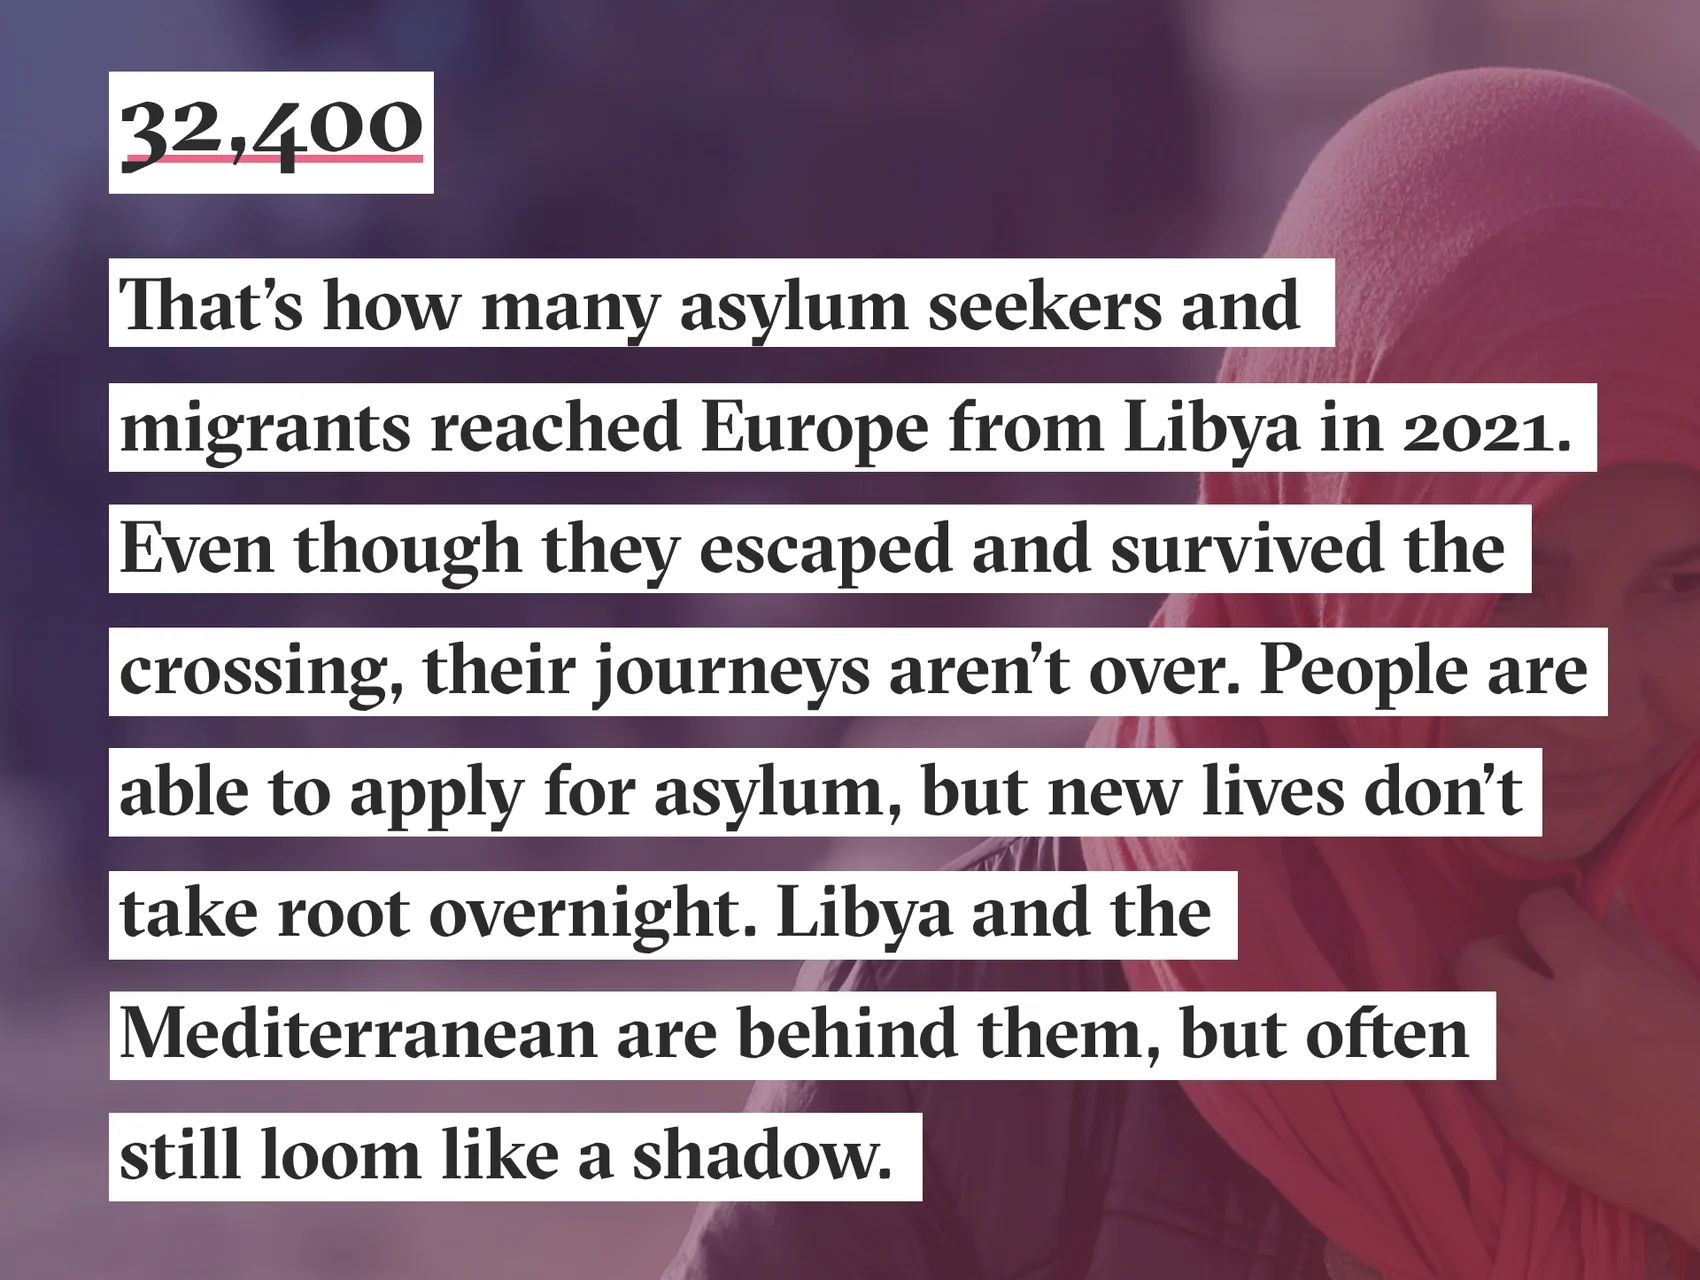 32,400
That’s how many asylum seekers and
migrants reached Europe from Libya in 2021.
Even though they escaped and survived the
crossing, their journeys aren’t over. People are
able to apply for asylum, but new lives don’t
take root overnight. Libya and the
Mediterranean are behind them, but often
still loom like a shadow.